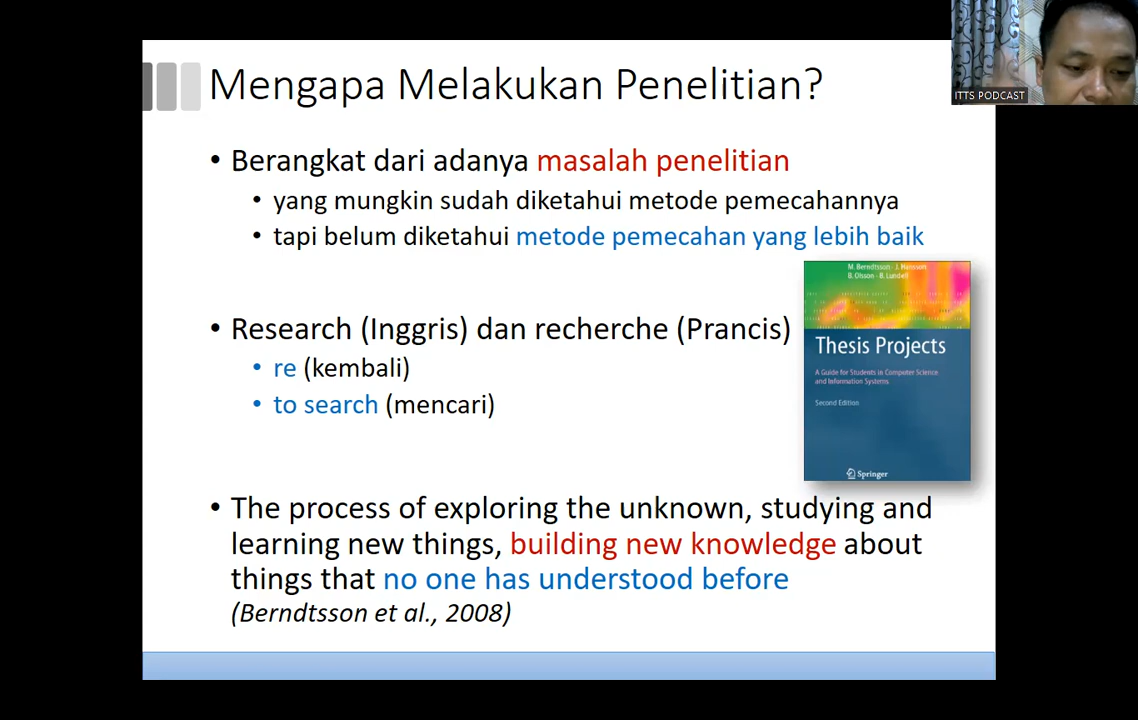 Mengapa Melakukan Penelitian?
ITTS PODCAST
• Berangkat dari adanya masalah penelitian
• yang mungkin sudah diketahui metode pemecahannya
• tapi belum diketahui metode pemecahan yang lebih baik
• Research (Inggris) dan recherche (Prancis)
• re (kembali)
• to search (mencari)
M. Berndtsson · J. Hansson
B. Olsson · B. Lundell
Thesis Projects
A Guide for Students in Computer Science
and Information Systems
Second Edition
Springer
• The process of exploring the unknown, studying and
learning new things, building new knowledge about
things that no one has understood before
(Berndtsson et al., 2008)